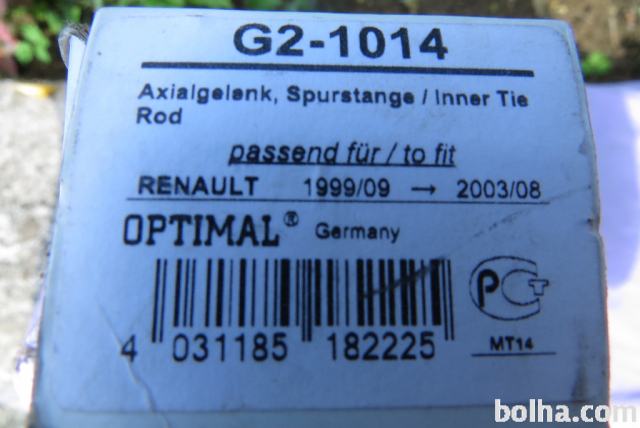 G2-1014
Axialgelenk, Spurstange / Inner Tie
Rod
passend für / to fit
RENAULT 1999/09 → 2003/08
OPTIMAL® Germany
PCT
4 031185 182225
MT14
bolha.com